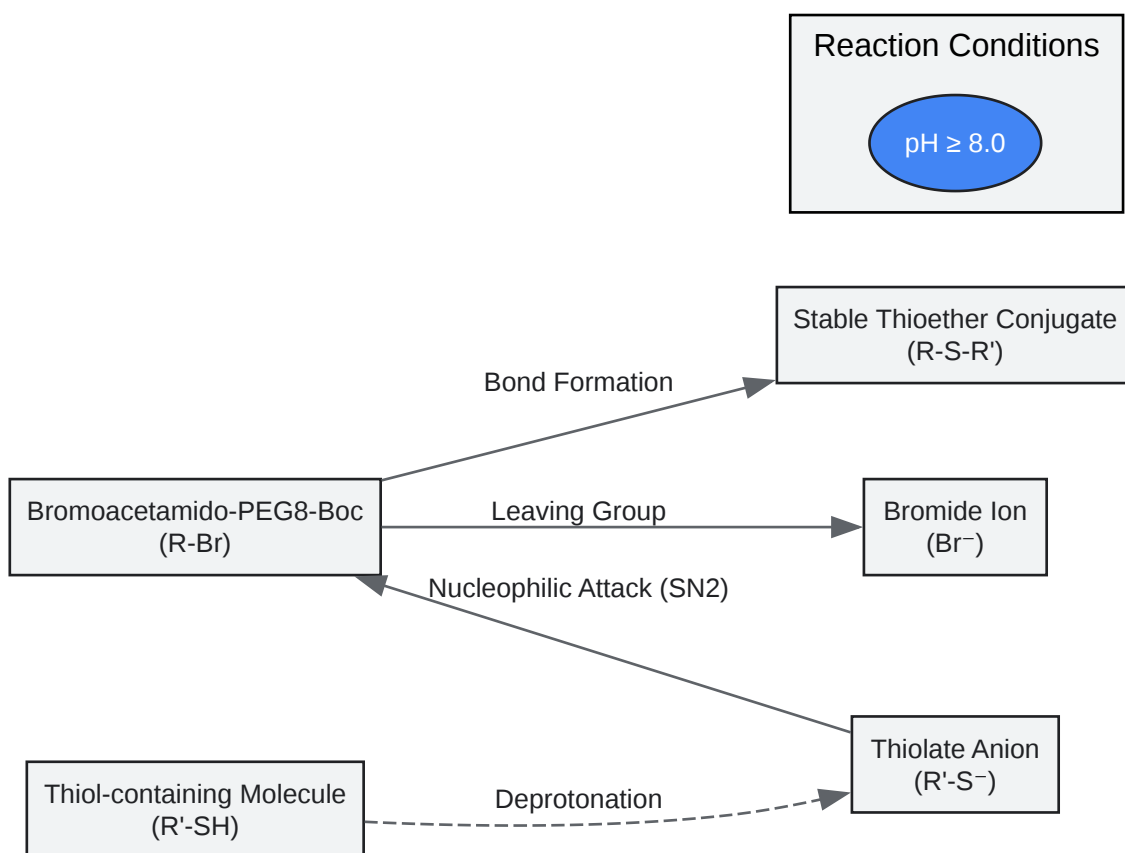 Reaction Conditions
pH ≥ 8.0
Stable Thioether Conjugate
(R-S-R')
Bond Formation
Bromoacetamido-PEG8-Boc
(R-Br)
Leaving Group
Bromide Ion
(Br⁻)
Nucleophilic Attack (SN2)
Thiolate Anion
(R'-S⁻)
Thiol-containing Molecule
(R'-SH)
Deprotonation